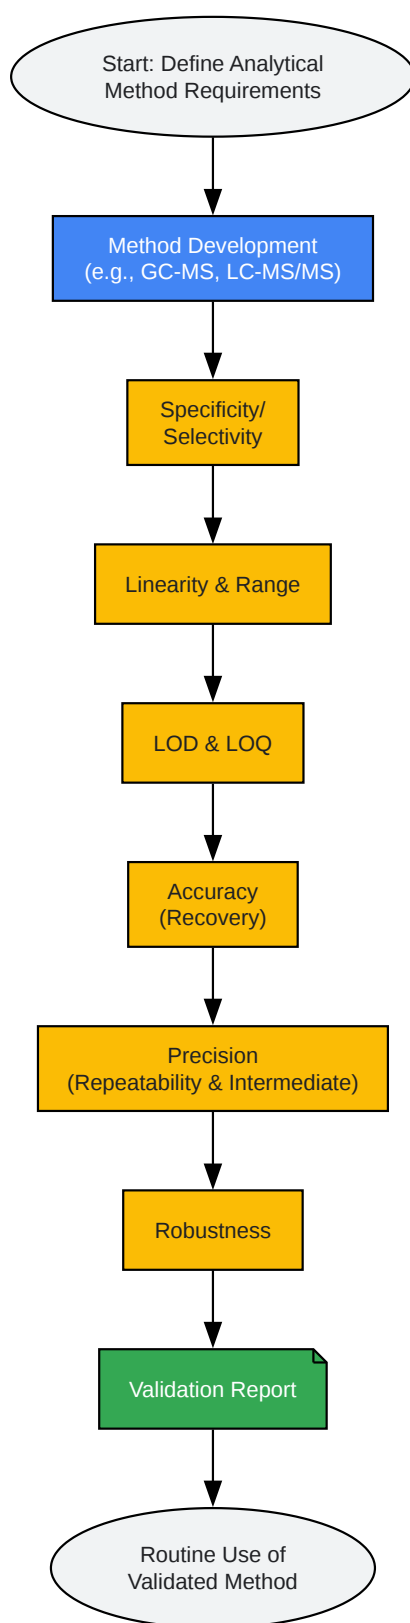 Start: Define Analytical
Method Requirements
Method Development
(e.g., GC-MS, LC-MS/MS)
Specificity/
Selectivity
Linearity & Range
LOD & LOQ
Accuracy
(Recovery)
Precision
(Repeatability & Intermediate)
Robustness
Validation Report
Routine Use of
Validated Method